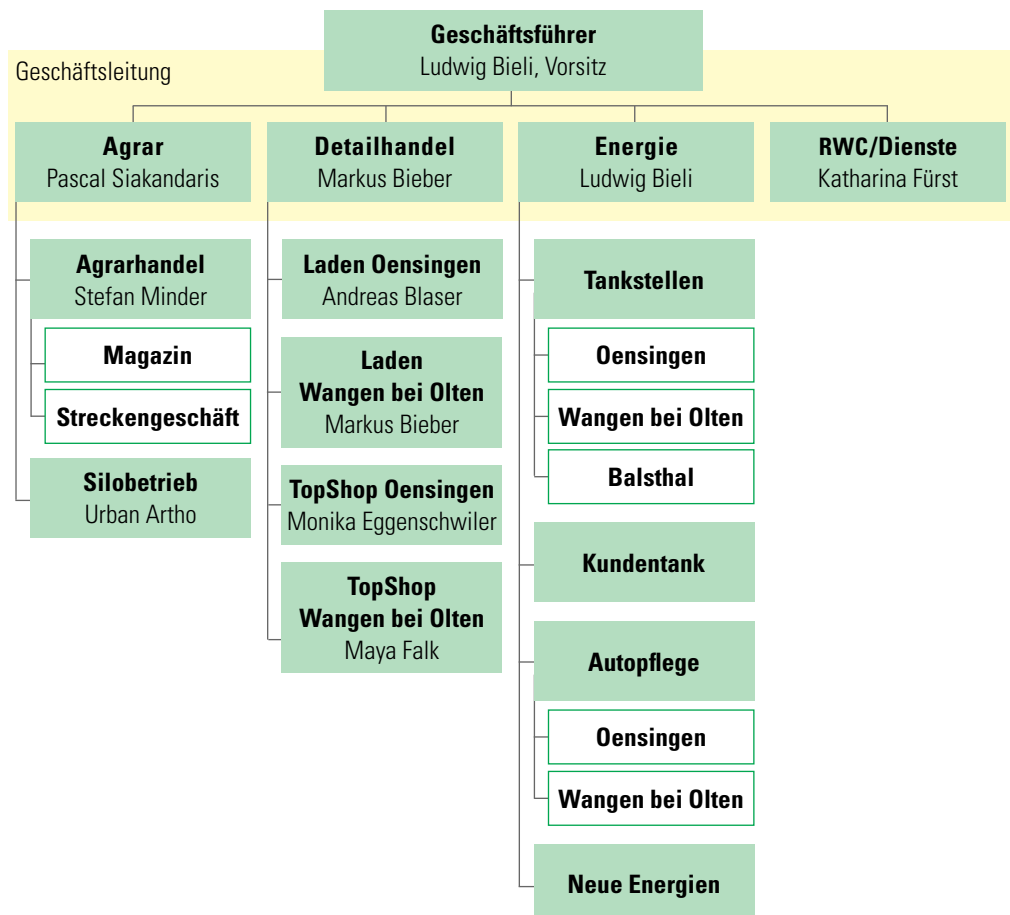 Geschäftsführer
Ludwig Bieli, Vorsitz
Geschäftsleitung
Agrar
Pascal Siakandaris
Detailhandel
Markus Bieber
Energie
Ludwig Bieli
RWC/Dienste
Katharina Fürst
Agrarhandel
Stefan Minder
Magazin
Streckengeschäft
Silobetrieb
Urban Artho
Laden Oensingen
Andreas Blaser
Laden
Wangen bei Olten
Markus Bieber
TopShop Oensingen
Monika Eggenschwiler
TopShop
Wangen bei Olten
Maya Falk
Tankstellen
Oensingen
Wangen bei Olten
Balsthal
Kundentank
Autopflege
Oensingen
Wangen bei Olten
Neue Energien